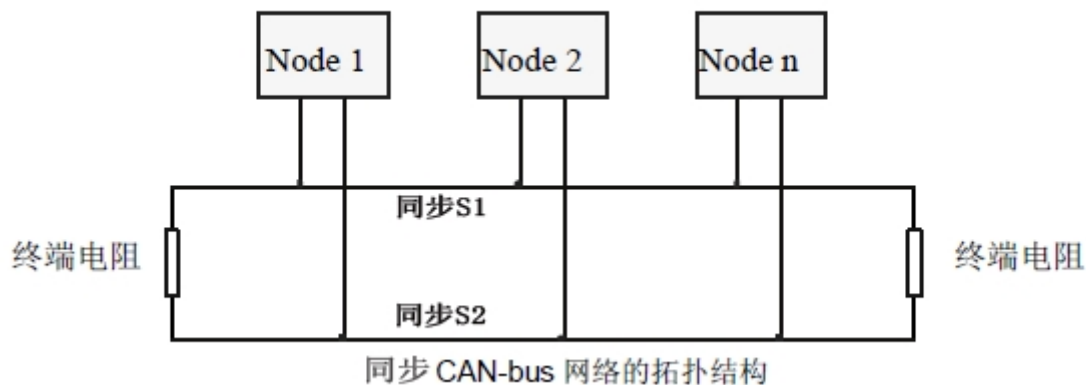 Node 1
Node 2
Node n
同步S1
终端电阻
终端电阻
同步S2
同步 CAN-bus 网络的拓扑结构